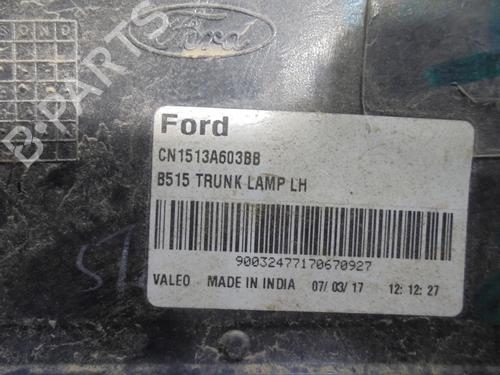 SOND
Ford
B-PARTS
Ford
CN1513A603BB
B515 TRUNK LAMP LH
90032477170670927
VALEO MADE IN INDIA 07/03/17 12:12:27